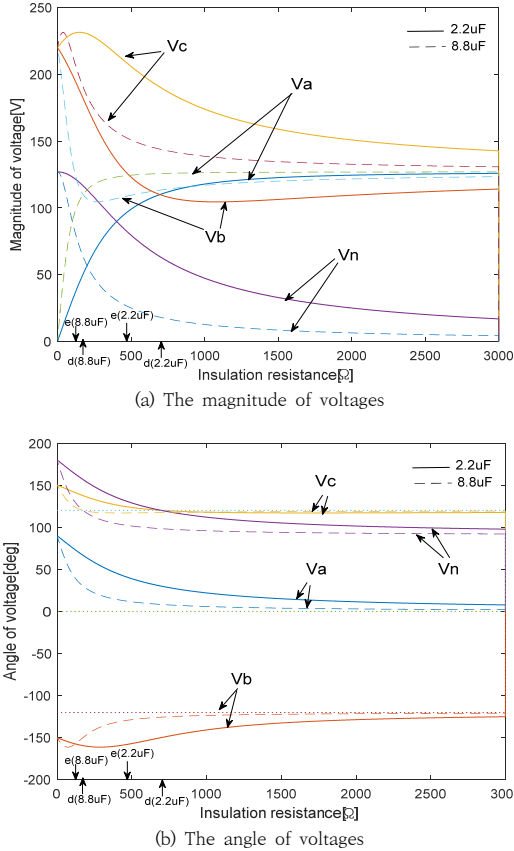 250
200
150
100
50
0
Magnitude of voltage[V]
2.2uF
8.8uF
Vc
Va
Vb
Vn
e(8.8uF)
e(2.2uF)
d(8.8uF)
d(2.2uF)
0 500 1000 1500 2000 2500 3000
Insulation resistance[Ω]
(a) The magnitude of voltages
200
150
100
50
0
-50
-100
-150
-200
Angle of voltage[deg]
2.2uF
8.8uF
Vc
Vn
Va
Vb
e(8.8uF)
e(2.2uF)
d(8.8uF)
d(2.2uF)
0 500 1000 1500 2000 2500 300
Insulation resistance[Ω]
(b) The angle of voltages